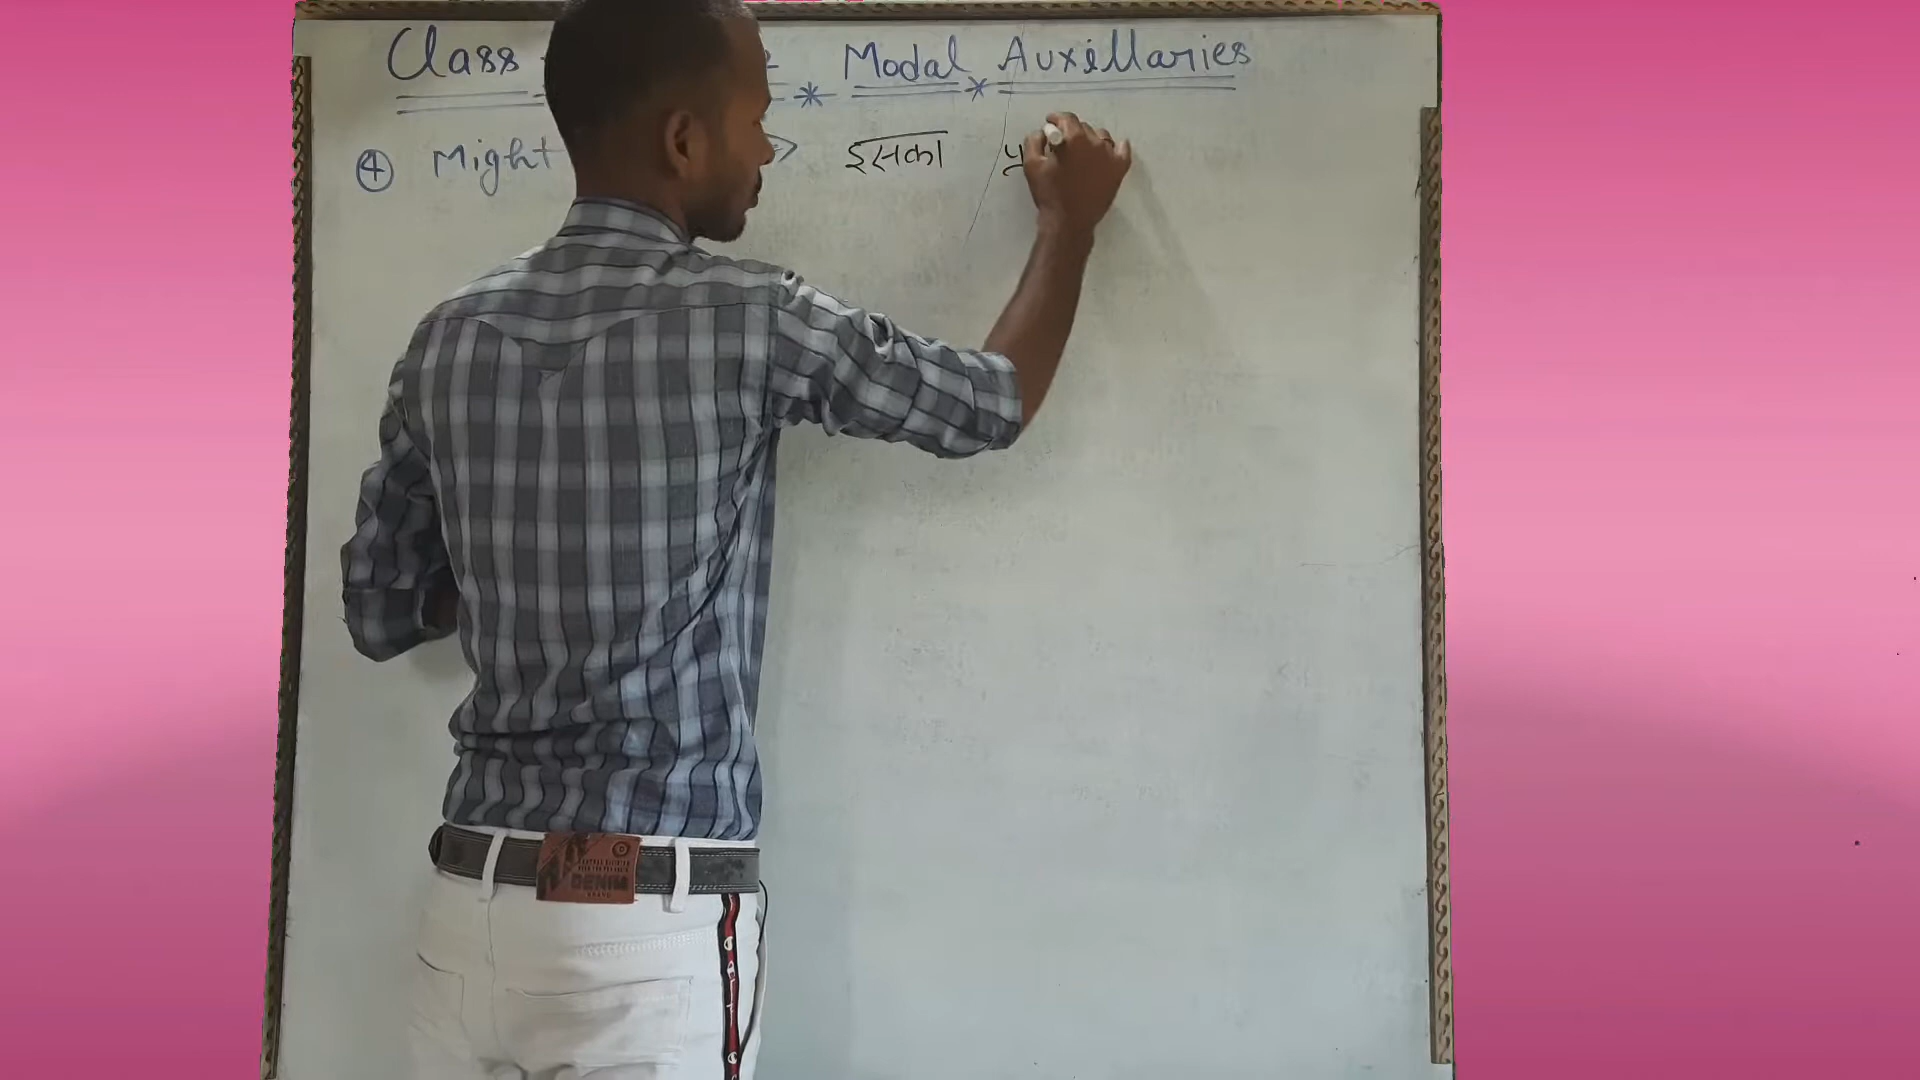 Class Modal Auxillaries
④ Might इसका
DENIM